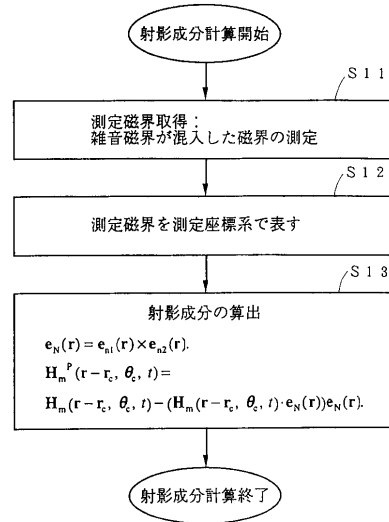 射影成分計算開始
S11
測定磁界取得:
雑音磁界が混入した磁界の測定
S12
測定磁界を測定座標系で表す
S13
射影成分の算出
e_N(r) = e_n1(r) × e_n2(r).
H_m^P(r−r_c, θ_c, t) =
H_m(r−r_c, θ_c, t) − (H_m(r−r_c, θ_c, t)·e_N(r))e_N(r).
射影成分計算終了